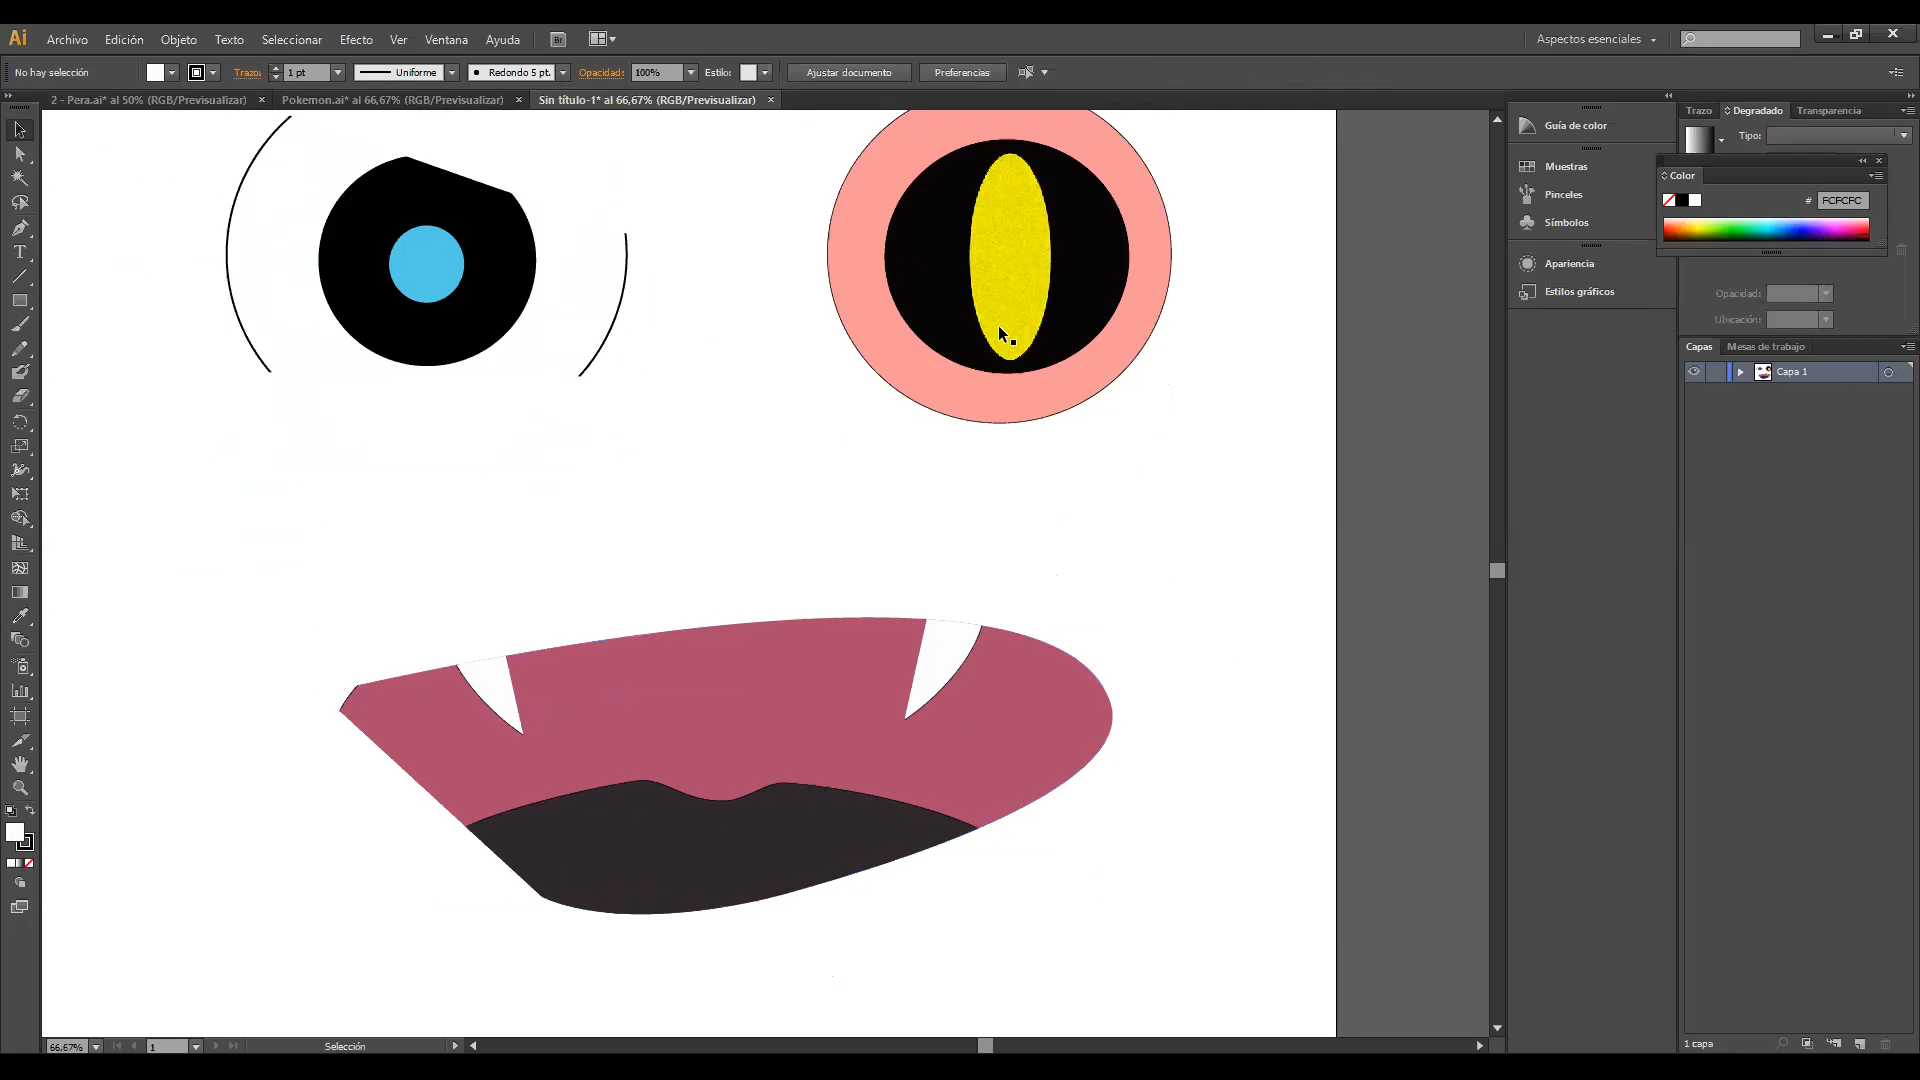 Ai Archivo Edición Objeto Texto Seleccionar Efecto Ver Ventana Ayuda Br Aspectos esenciales
No hay selección Trazo: 1 pt Uniforme Redondo 5 pt. Opacidad: 100% Estilo: Ajustar documento Preferencias
2 - Pera.ai* al 50% (RGB/Previsualizar) Pokemon.ai* al 66,67% (RGB/Previsualizar) Sin título-1* al 66,67% (RGB/Previsualizar)
Trazo Degradado Transparencia
Guía de color
Tipo:
Muestras
Color
Pinceles
# FCFCFC
Símbolos
Apariencia
Estilos gráficos
Opacidad:
Ubicación:
Capas Mesas de trabajo
Capa 1
66,67% 1 Selección
1 capa